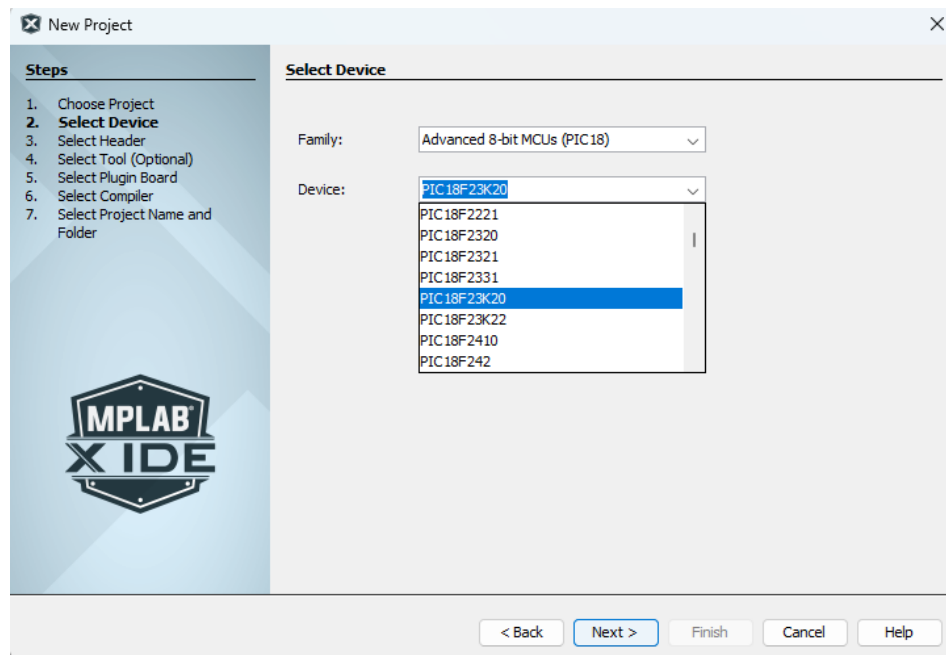 New Project
Steps
1. Choose Project
2. Select Device
3. Select Header
4. Select Tool (Optional)
5. Select Plugin Board
6. Select Compiler
7. Select Project Name and
Folder
MPLAB®
X IDE
Select Device
Family: Advanced 8-bit MCUs (PIC18)
Device: PIC18F23K20
PIC18F2221
PIC18F2320
PIC18F2321
PIC18F2331
PIC18F23K20
PIC18F23K22
PIC18F2410
PIC18F242
< Back Next > Finish Cancel Help